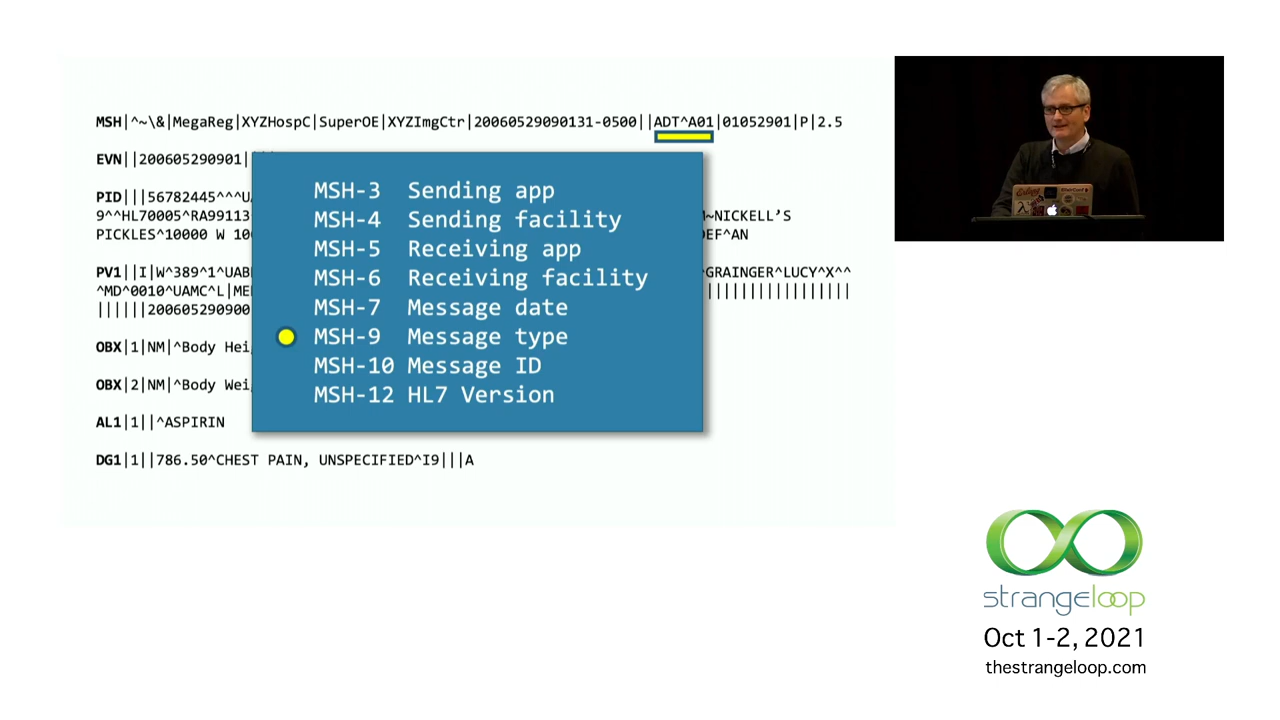 MSH|^~\&|MegaReg|XYZHospC|SuperOE|XYZImgCtr|20060529090131-0500||ADT^A01|01052901|P|2.5
EVN||200605290901|
PID|||56782445^^^U
9^^HL70005^RA99113
~NICKELL’S
PICKLES^10000 W 10
EF^AN
PV1||I|W^389^1^UAB
^GRAINGER^LUCY^X^^
^MD^0010^UAMC^L|ME
|||||||||||||||||
||||||200605290900
OBX|1|NM|^Body Hei
OBX|2|NM|^Body Wei
AL1|1||^ASPIRIN
DG1|1||786.50^CHEST PAIN, UNSPECIFIED^I9|||A
MSH-3 Sending app
MSH-4 Sending facility
MSH-5 Receiving app
MSH-6 Receiving facility
MSH-7 Message date
MSH-9 Message type
MSH-10 Message ID
MSH-12 HL7 Version
strangeloop
Oct 1-2, 2021
thestrangeloop.com